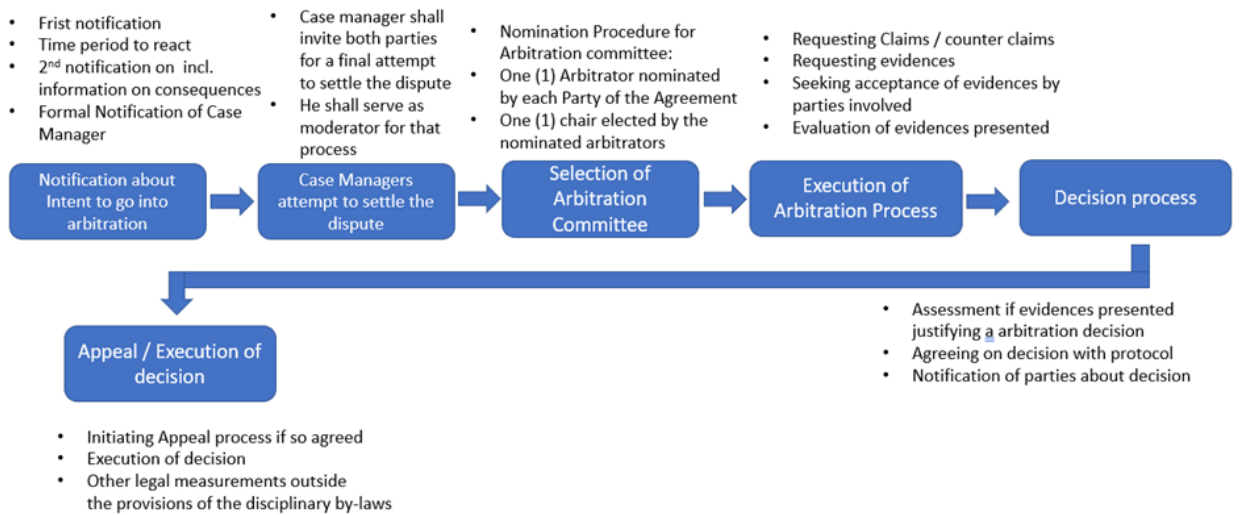 • Frist notification
• Time period to react
• 2nd notification on incl.
information on consequences
• Formal Notification of Case
Manager
• Case manager shall
invite both parties
for a final attempt
to settle the dispute
• He shall serve as
moderator for that
process
• Nomination Procedure for
Arbitration committee:
• One (1) Arbitrator nominated
by each Party of the Agreement
• One (1) chair elected by the
nominated arbitrators
• Requesting Claims / counter claims
• Requesting evidences
• Seeking acceptance of evidences by
parties involved
• Evaluation of evidences presented
Notification about
Intent to go into
arbitration
Case Managers
attempt to settle the
dispute
Selection of
Arbitration
Committee
Execution of
Arbitration Process
Decision process
• Assessment if evidences presented
justifying a arbitration decision
• Agreeing on decision with protocol
• Notification of parties about decision
Appeal / Execution of
decision
• Initiating Appeal process if so agreed
• Execution of decision
• Other legal measurements outside
the provisions of the disciplinary by-laws